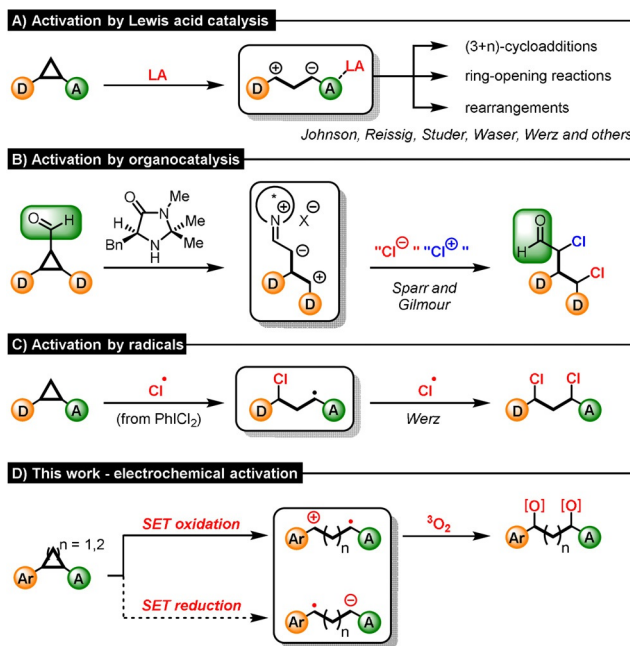 A) Activation by Lewis acid catalysis
D A
LA
⊕ ⊖ LA
D A
(3+n)-cycloadditions
ring-opening reactions
rearrangements
Johnson, Reissig, Studer, Waser, Werz and others
B) Activation by organocatalysis
O H
D D
O Me
N
H Me
Bn N Me
H
*
N ⊕ X ⊖
⊖
⊕
D
D
"Cl⊖" "Cl⊕"
Sparr and
Gilmour
O
H Cl
Cl
D
D
C) Activation by radicals
D A
Cl•
(from PhICl₂)
Cl •
D A
Cl•
Werz
Cl Cl
D A
D) This work - electrochemical activation
( )n = 1,2
Ar A
SET oxidation
⊕ •
Ar ( )n A
³O₂
[O] [O]
Ar ( )n A
SET reduction
• ⊖
Ar ( )n A